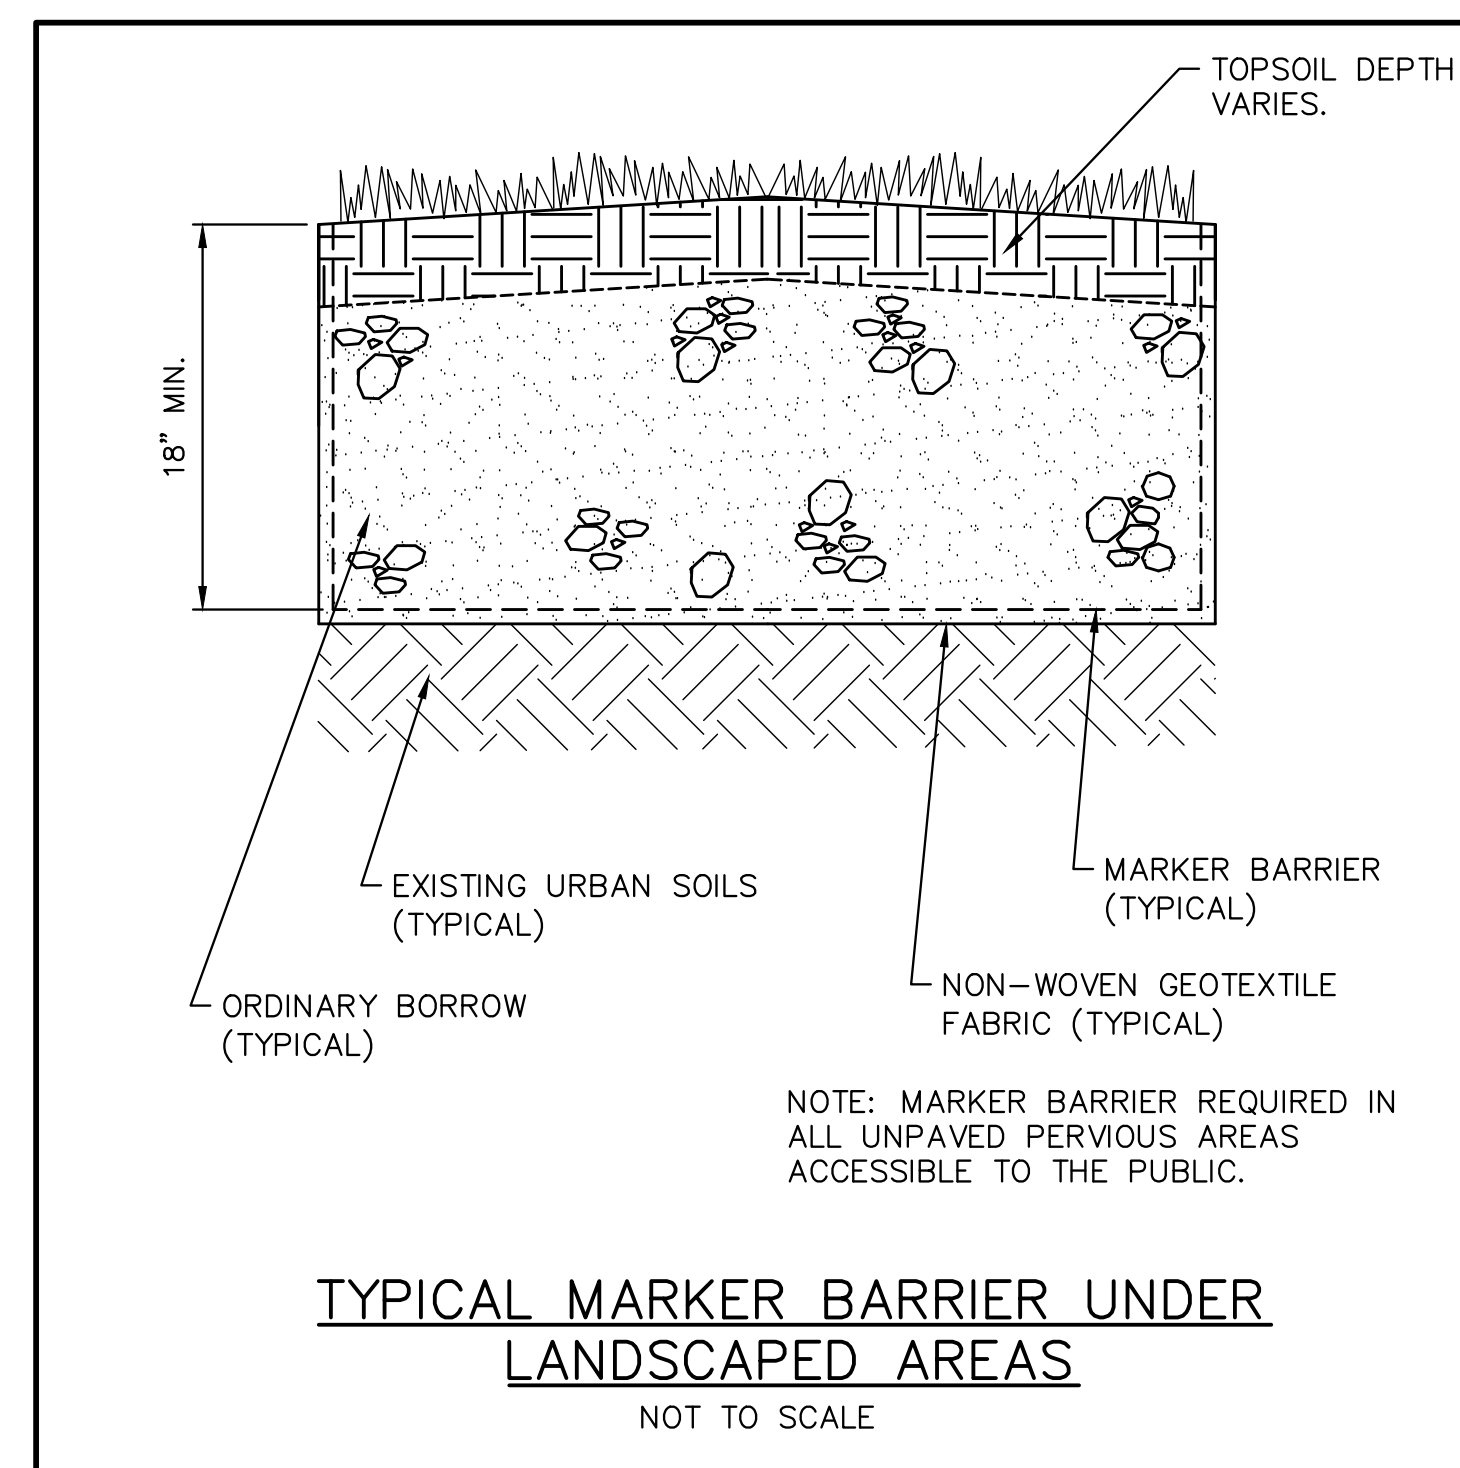 TOPSOIL DEPTH
VARIES.
18" MIN.
EXISTING URBAN SOILS
(TYPICAL)
MARKER BARRIER
(TYPICAL)
ORDINARY BORROW
(TYPICAL)
NON-WOVEN GEOTEXTILE
FABRIC (TYPICAL)
NOTE: MARKER BARRIER REQUIRED IN
ALL UNPAVED PERVIOUS AREAS
ACCESSIBLE TO THE PUBLIC.
TYPICAL MARKER BARRIER UNDER
LANDSCAPED AREAS
NOT TO SCALE